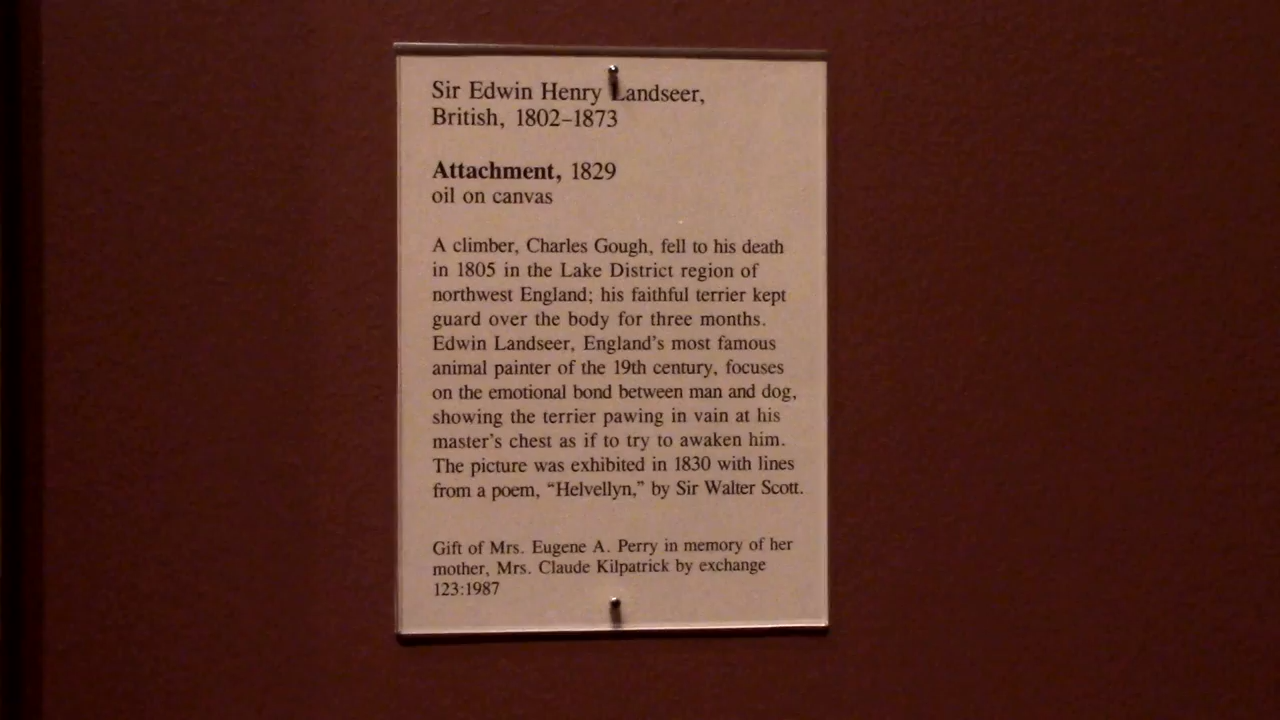 Sir Edwin Henry Landseer,
British, 1802–1873
Attachment, 1829
oil on canvas
A climber, Charles Gough, fell to his death
in 1805 in the Lake District region of
northwest England; his faithful terrier kept
guard over the body for three months.
Edwin Landseer, England's most famous
animal painter of the 19th century, focuses
on the emotional bond between man and dog,
showing the terrier pawing in vain at his
master's chest as if to try to awaken him.
The picture was exhibited in 1830 with lines
from a poem, “Helvellyn,” by Sir Walter Scott.
Gift of Mrs. Eugene A. Perry in memory of her
mother, Mrs. Claude Kilpatrick by exchange
123:1987